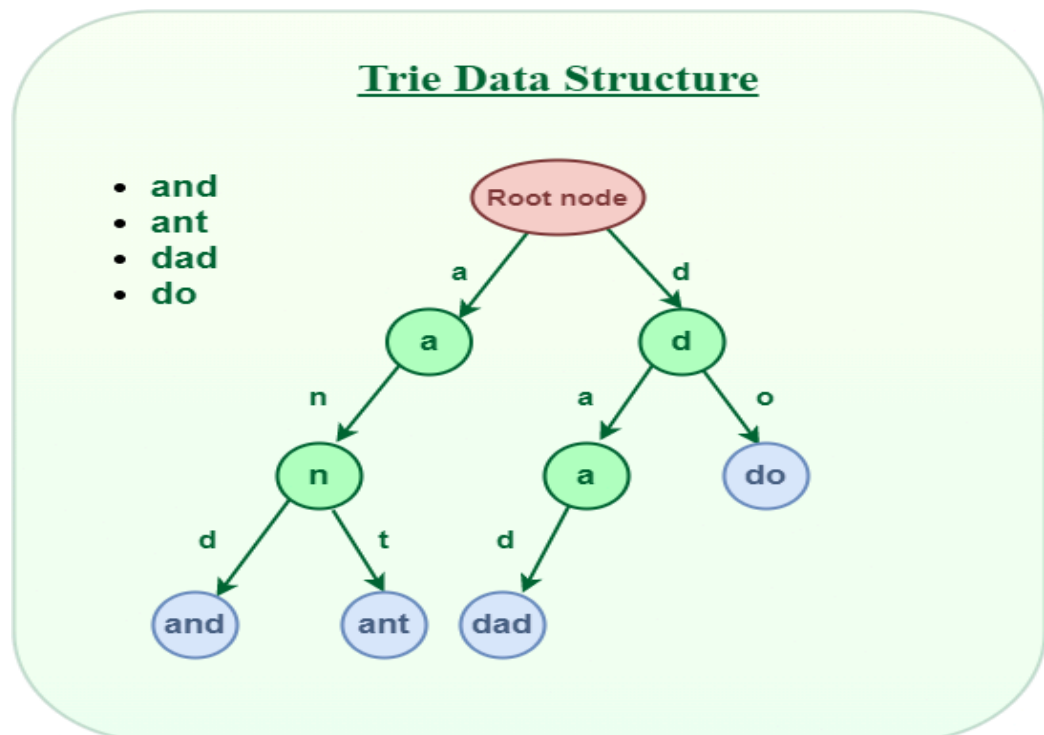 Trie Data Structure
• and
• ant
• dad
• do
Root node
a d
a d
n a o
n a do
d t d
and ant dad